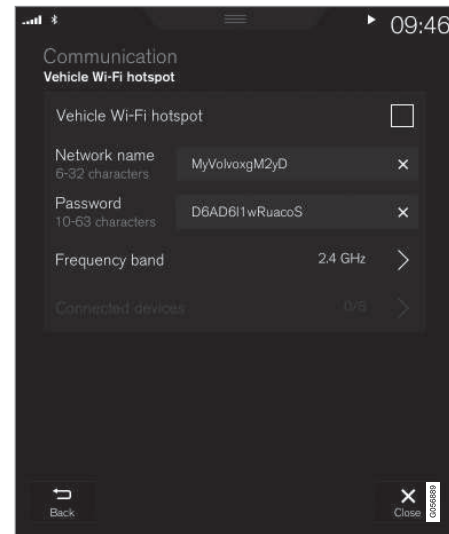 09:46
Communication
Vehicle Wi-Fi hotspot
Vehicle Wi-Fi hotspot
Network name
6-32 characters
MyVolvoxgM2yD
Password
10-63 characters
D6AD6l1wRuacoS
Frequency band 2.4 GHz
Connected devices 0/8
Back
Close
G056889